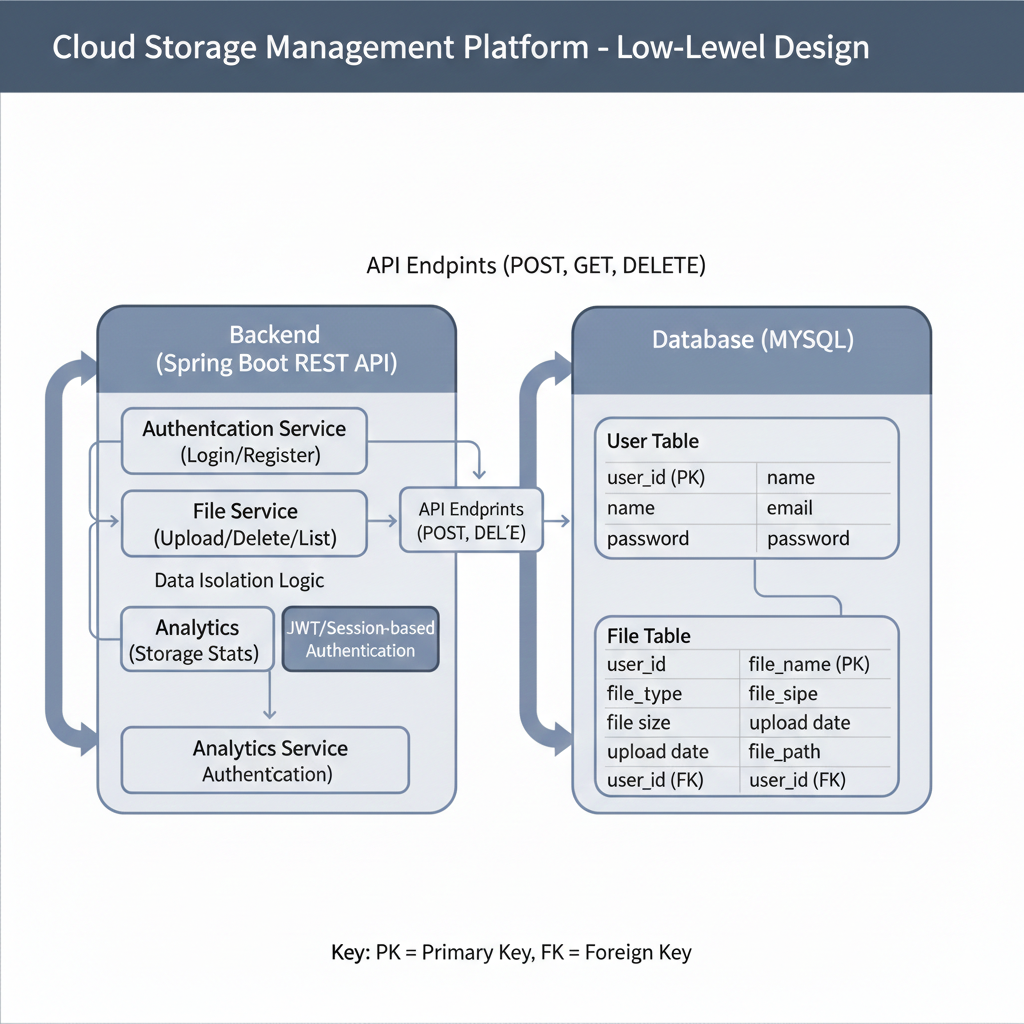 Cloud Storage Management Platform - Low-Lewel Design
API Endpints (POST, GET, DELETE)
Backend
(Spring Boot REST API)
Authentcation Service
(Login/Register)
File Service
(Upload/Delete/List)
Data Isolation Logic
Analytics
(Storage Stats)
JWT/Session-based
Authentication
Analytics Service
Authentication)
API Endprints
(POST, DEL'E)
Database (MYSQL)
User Table
user_id (PK) name
name email
password password
File Table
user_id file_name (PK)
file_type file_sipe
file size upload date
upload date file_path
user_id (FK) user_id (FK)
Key: PK = Primary Key, FK = Foreign Key